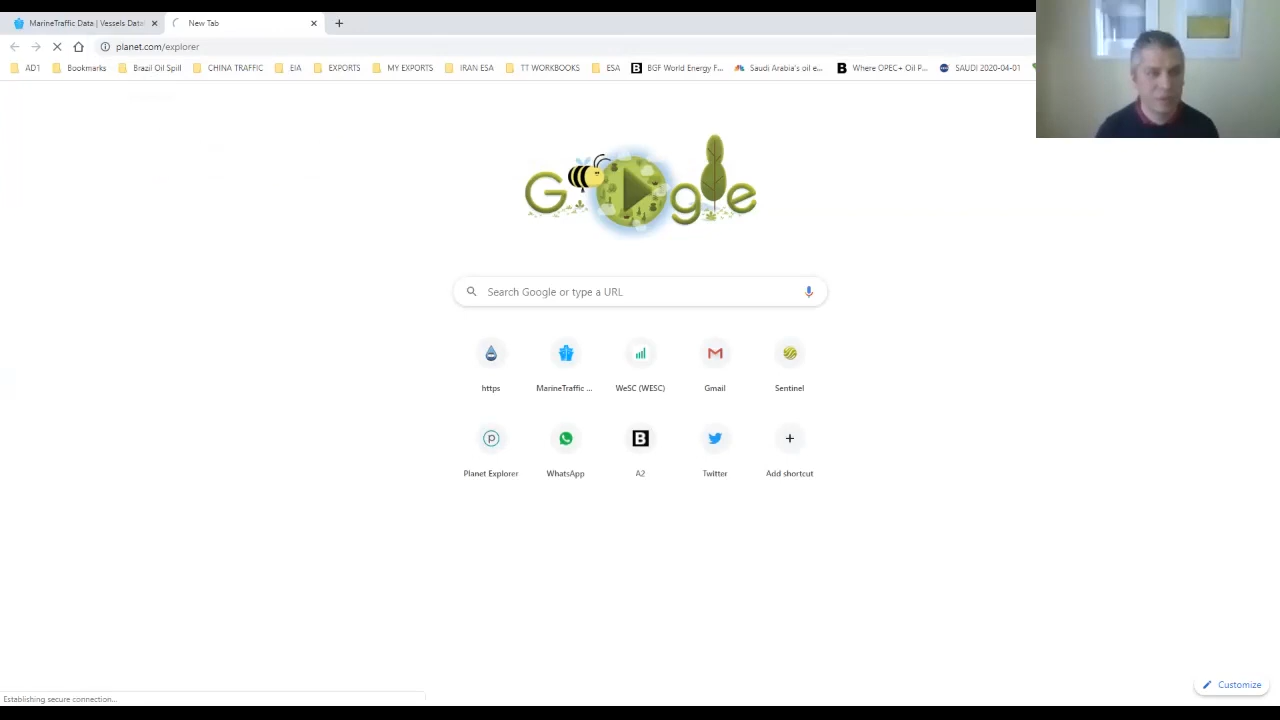 MarineTraffic Data | Vessels Data
New Tab
planet.com/explorer
AD1
Bookmarks
Brazil Oil Spill
CHINA TRAFFIC
EIA
EXPORTS
MY EXPORTS
IRAN ESA
TT WORKBOOKS
ESA
BGF World Energy F...
Saudi Arabia's oil e...
Where OPEC+ Oil P...
SAUDI 2020-04-01
Google
Search Google or type a URL
https
MarineTraffic ...
WeSC (WESC)
Gmail
Sentinel
Planet Explorer
WhatsApp
A2
Twitter
Add shortcut
Customize
Establishing secure connection...